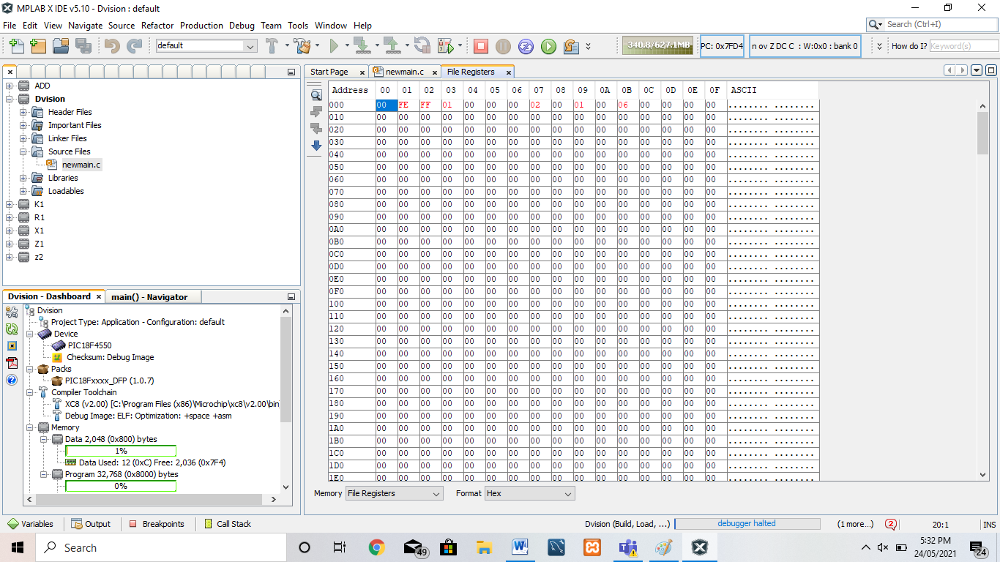 MPLAB X IDE v5.10 - Dvision : default
File Edit View Navigate Source Refactor Production Debug Team Tools Window Help
Search (Ctrl+I)
default
340.8/627.1MB
PC: 0x7FD4
n ov Z DC C : W:0x0 : bank 0
How do I? Keyword(s)
ADD
Dvision
Header Files
Important Files
Linker Files
Source Files
newmain.c
Libraries
Loadables
K1
R1
X1
Z1
z2
Dvision - Dashboard
main() - Navigator
Dvision
Project Type: Application - Configuration: default
Device
PIC18F4550
Checksum: Debug Image
Packs
PIC18Fxxxx_DFP (1.0.7)
Compiler Toolchain
XC8 (v2.00) [C:\Program Files (x86)\Microchip\xc8\v2.00\bin
Debug Image: ELF: Optimization: +space +asm
Memory
Data 2,048 (0x800) bytes
1%
Data Used: 12 (0xC) Free: 2,036 (0x7F4)
Program 32,768 (0x8000) bytes
0%
Start Page newmain.c File Registers
Address 00 01 02 03 04 05 06 07 08 09 0A 0B 0C 0D 0E 0F ASCII
000 00 FE FF 01 00 00 00 02 00 01 00 06 00 00 00 00 ........ ........
010 00 00 00 00 00 00 00 00 00 00 00 00 00 00 00 00 ........ ........
020 00 00 00 00 00 00 00 00 00 00 00 00 00 00 00 00 ........ ........
030 00 00 00 00 00 00 00 00 00 00 00 00 00 00 00 00 ........ ........
040 00 00 00 00 00 00 00 00 00 00 00 00 00 00 00 00 ........ ........
050 00 00 00 00 00 00 00 00 00 00 00 00 00 00 00 00 ........ ........
060 00 00 00 00 00 00 00 00 00 00 00 00 00 00 00 00 ........ ........
070 00 00 00 00 00 00 00 00 00 00 00 00 00 00 00 00 ........ ........
080 00 00 00 00 00 00 00 00 00 00 00 00 00 00 00 00 ........ ........
090 00 00 00 00 00 00 00 00 00 00 00 00 00 00 00 00 ........ ........
0A0 00 00 00 00 00 00 00 00 00 00 00 00 00 00 00 00 ........ ........
0B0 00 00 00 00 00 00 00 00 00 00 00 00 00 00 00 00 ........ ........
0C0 00 00 00 00 00 00 00 00 00 00 00 00 00 00 00 00 ........ ........
0D0 00 00 00 00 00 00 00 00 00 00 00 00 00 00 00 00 ........ ........
0E0 00 00 00 00 00 00 00 00 00 00 00 00 00 00 00 00 ........ ........
0F0 00 00 00 00 00 00 00 00 00 00 00 00 00 00 00 00 ........ ........
100 00 00 00 00 00 00 00 00 00 00 00 00 00 00 00 00 ........ ........
110 00 00 00 00 00 00 00 00 00 00 00 00 00 00 00 00 ........ ........
120 00 00 00 00 00 00 00 00 00 00 00 00 00 00 00 00 ........ ........
130 00 00 00 00 00 00 00 00 00 00 00 00 00 00 00 00 ........ ........
140 00 00 00 00 00 00 00 00 00 00 00 00 00 00 00 00 ........ ........
150 00 00 00 00 00 00 00 00 00 00 00 00 00 00 00 00 ........ ........
160 00 00 00 00 00 00 00 00 00 00 00 00 00 00 00 00 ........ ........
170 00 00 00 00 00 00 00 00 00 00 00 00 00 00 00 00 ........ ........
180 00 00 00 00 00 00 00 00 00 00 00 00 00 00 00 00 ........ ........
190 00 00 00 00 00 00 00 00 00 00 00 00 00 00 00 00 ........ ........
1A0 00 00 00 00 00 00 00 00 00 00 00 00 00 00 00 00 ........ ........
1B0 00 00 00 00 00 00 00 00 00 00 00 00 00 00 00 00 ........ ........
1C0 00 00 00 00 00 00 00 00 00 00 00 00 00 00 00 00 ........ ........
1D0 00 00 00 00 00 00 00 00 00 00 00 00 00 00 00 00 ........ ........
1E0 00 00 00 00 00 00 00 00 00 00 00 00 00 00 00 00 ........ ........
Memory File Registers Format Hex
Variables Output Breakpoints Call Stack
Dvision (Build, Load, ...) debugger halted (1 more...) 2 20:1 INS
Search
49
5:32 PM
24/05/2021
24